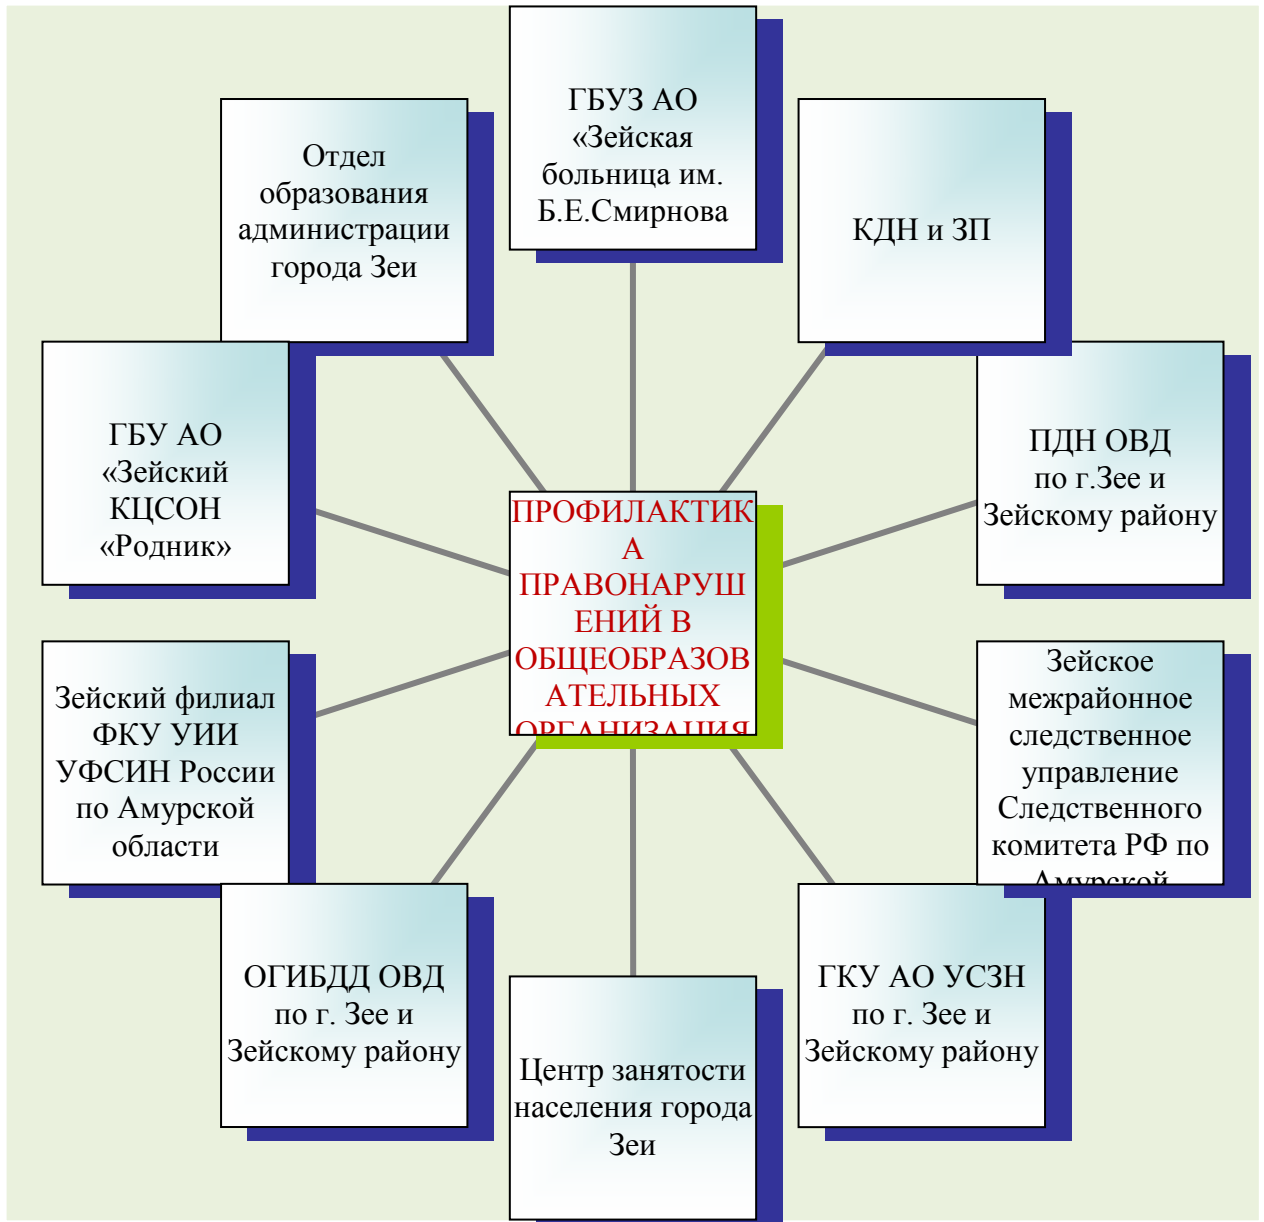 ГБУЗ АО
«Зейская
больница им.
Б.Е.Смирнова
Отдел
образования
администрации
города Зеи
КДН и ЗП
ГБУ АО
«Зейский
КЦСОН
«Родник»
ПДН ОВД
по г.Зее и
Зейскому району
ПРОФИЛАКТИК
А
ПРАВОНАРУШ
ЕНИЙ В
ОБЩЕОБРАЗОВ
АТЕЛЬНЫХ
ОРГАНИЗАЦИЯ
Зейский филиал
ФКУ УИИ
УФСИН России
по Амурской
области
Зейское
межрайонное
следственное
управление
Следственного
комитета РФ по
Амурской
ОГИБДД ОВД
по г. Зее и
Зейскому району
ГКУ АО УСЗН
по г. Зее и
Зейскому району
Центр занятости
населения города
Зеи